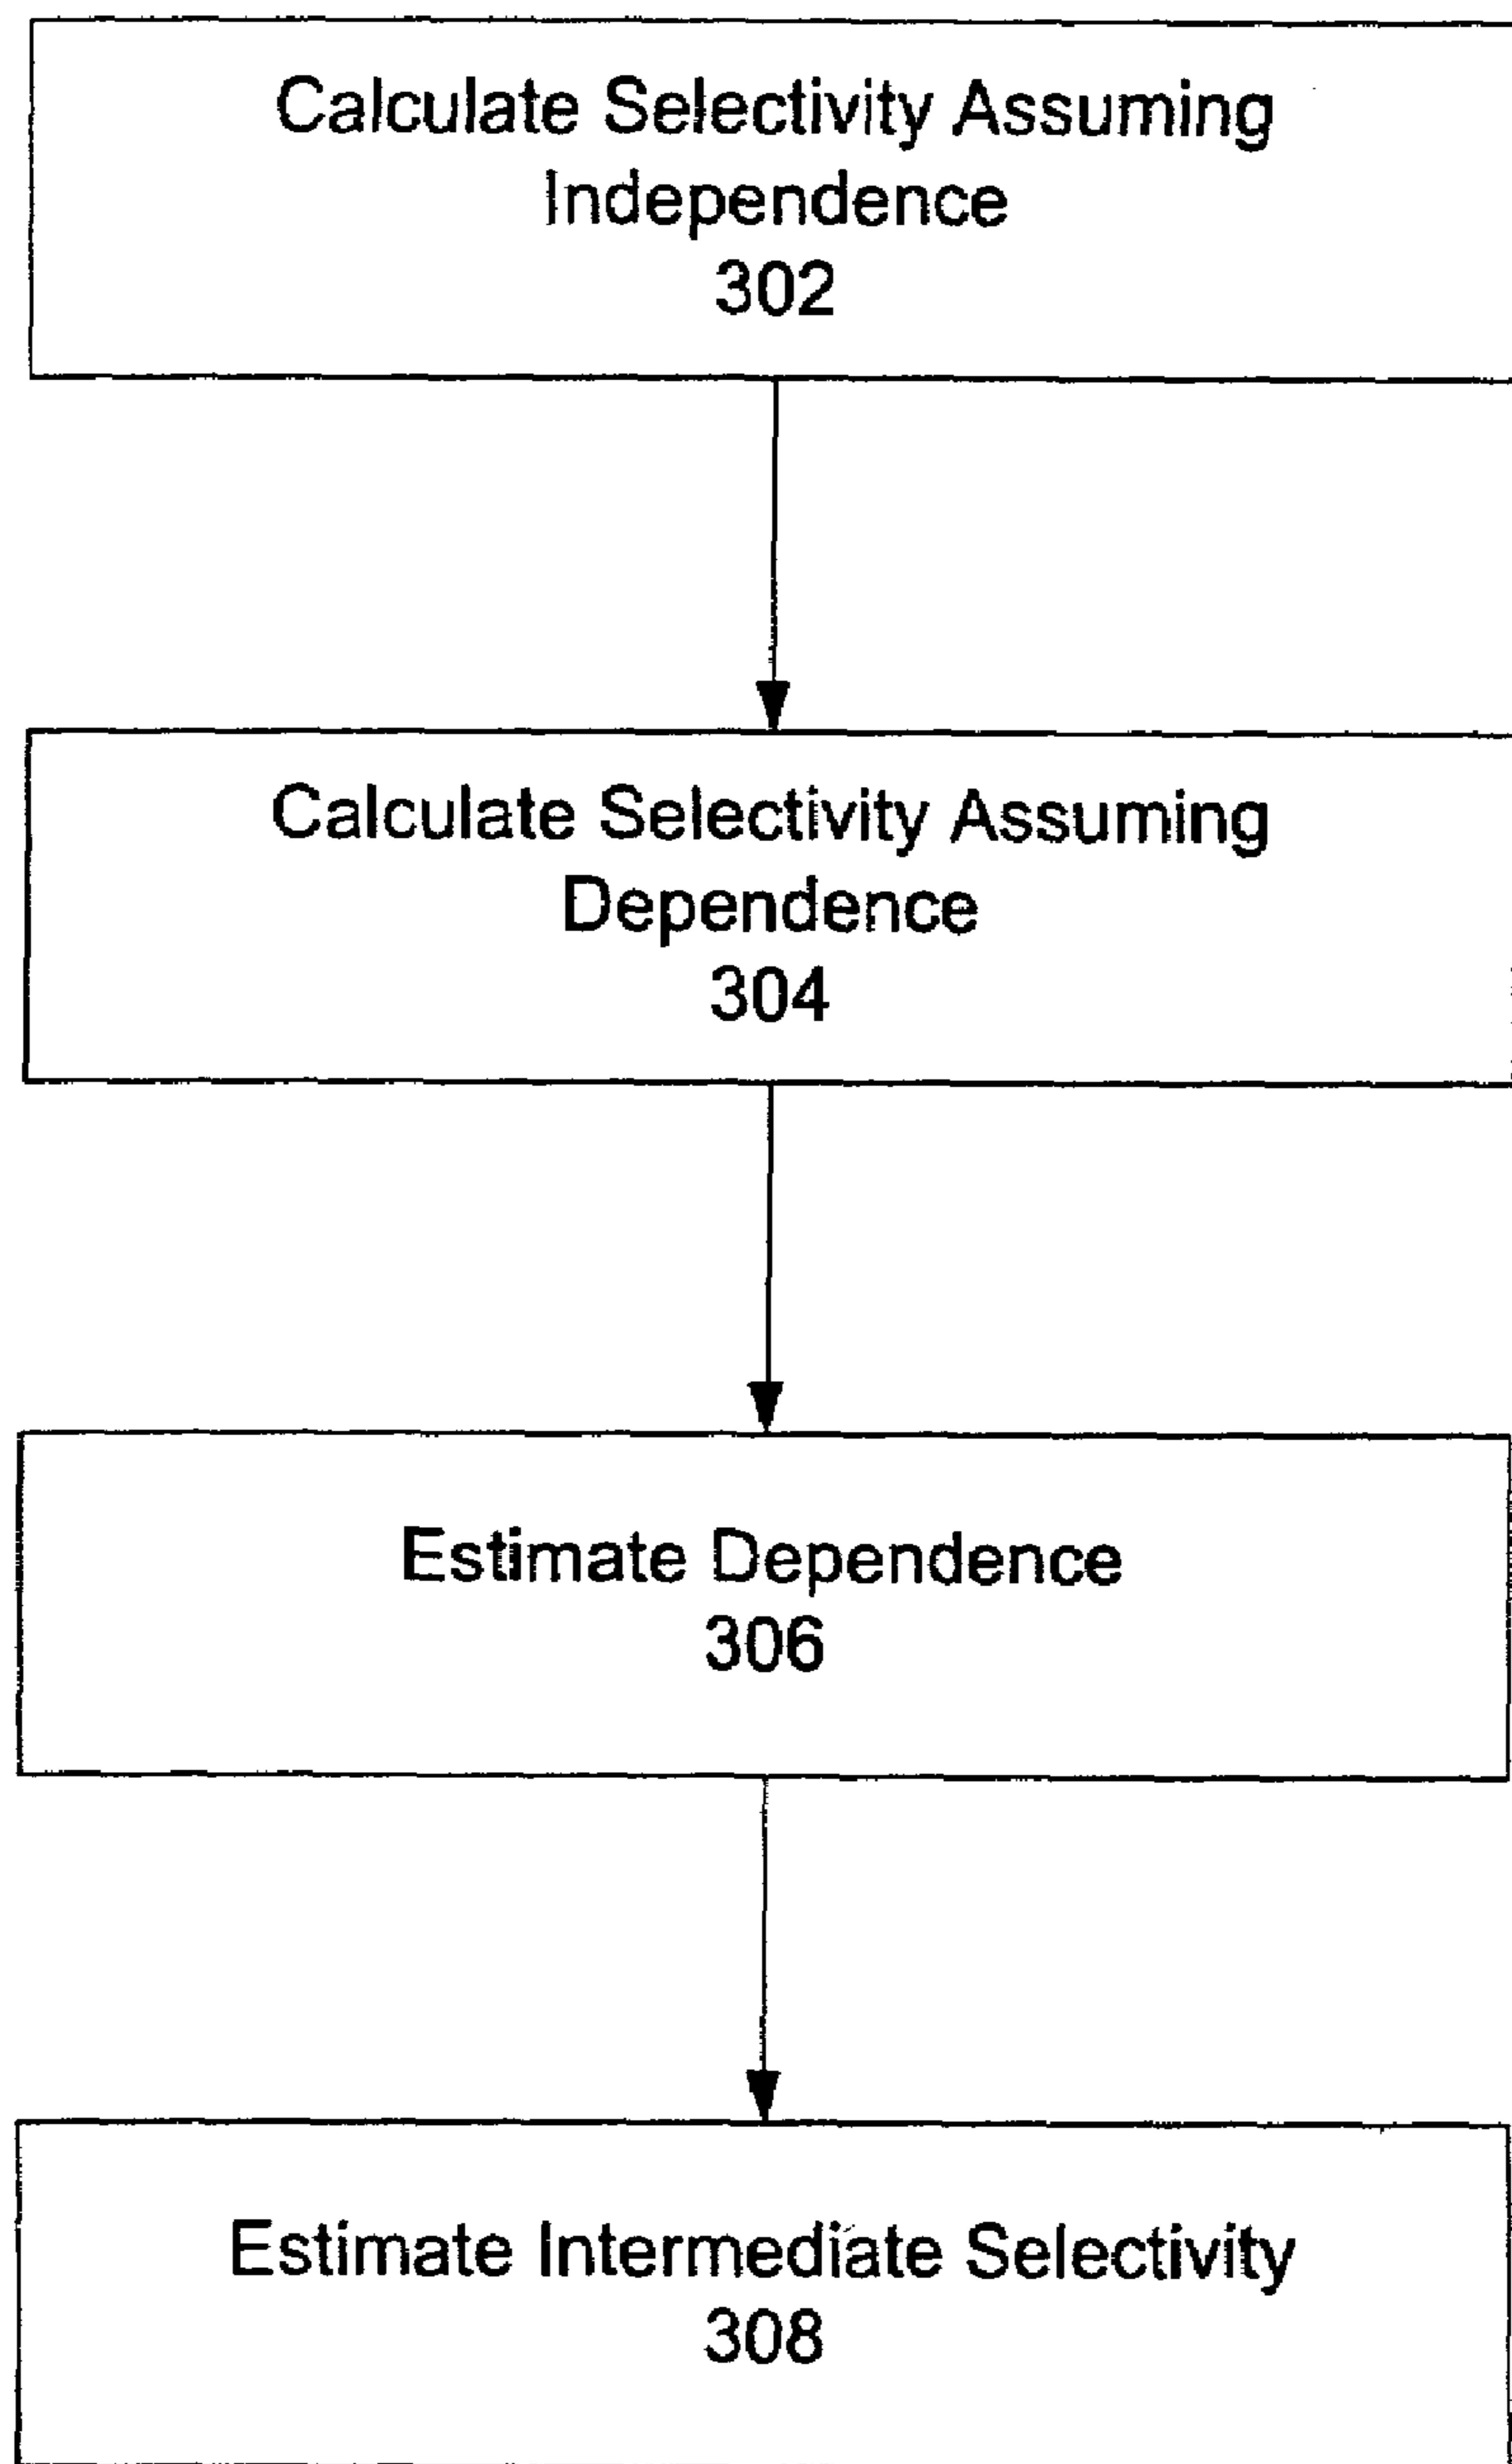 Calculate Selectivity Assuming
Independence
302
Calculate Selectivity Assuming
Dependence
304
Estimate Dependence
306
Estimate Intermediate Selectivity
308